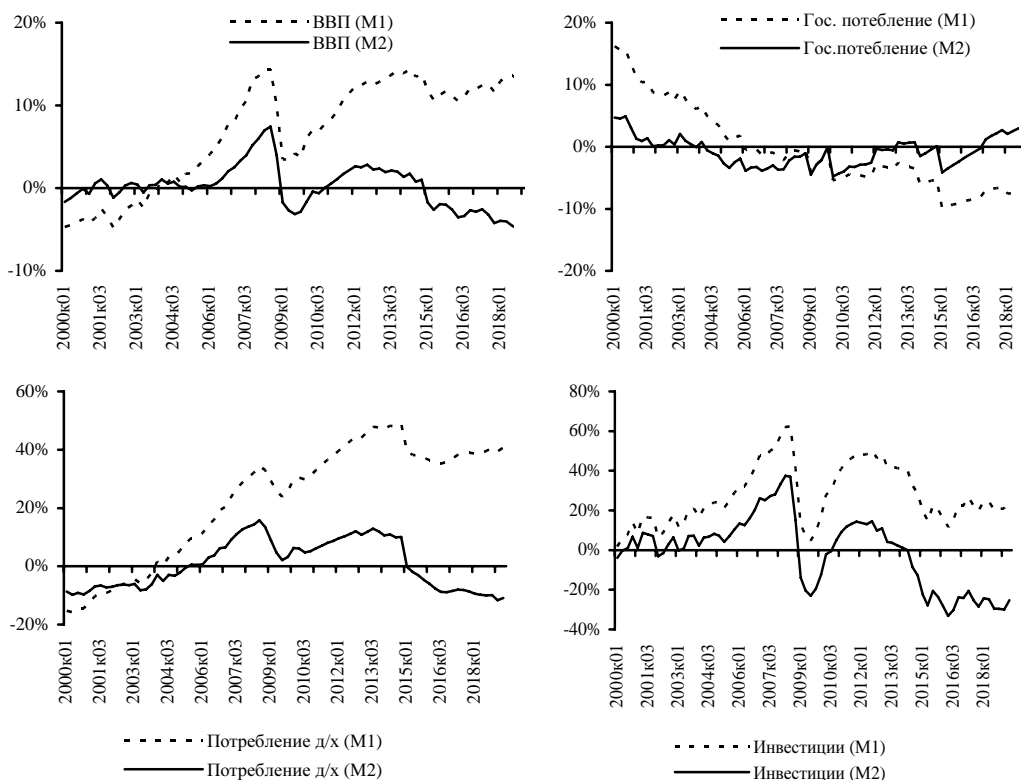 ВВП (М1)
ВВП (М2)
20%
10%
0%
-10%
2000к01
2001к03
2003к01
2004к03
2006к01
2007к03
2009к01
2010к03
2012к01
2013к03
2015к01
2016к03
2018к01
Гос. потебление (М1)
Гос.потебление (М2)
20%
10%
0%
-10%
-20%
2000к01
2001к03
2003к01
2004к03
2006к01
2007к03
2009к01
2010к03
2012к01
2013к03
2015к01
2016к03
2018к01
60%
40%
20%
0%
-20%
2000к01
2001к03
2003к01
2004к03
2006к01
2007к03
2009к01
2010к03
2012к01
2013к03
2015к01
2016к03
2018к01
Потребление д/х (М1)
Потребление д/х (М2)
80%
60%
40%
20%
0%
-20%
-40%
2000к01
2001к03
2003к01
2004к03
2006к01
2007к03
2009к01
2010к03
2012к01
2013к03
2015к01
2016к03
2018к01
Инвестиции (М1)
Инвестиции (М2)